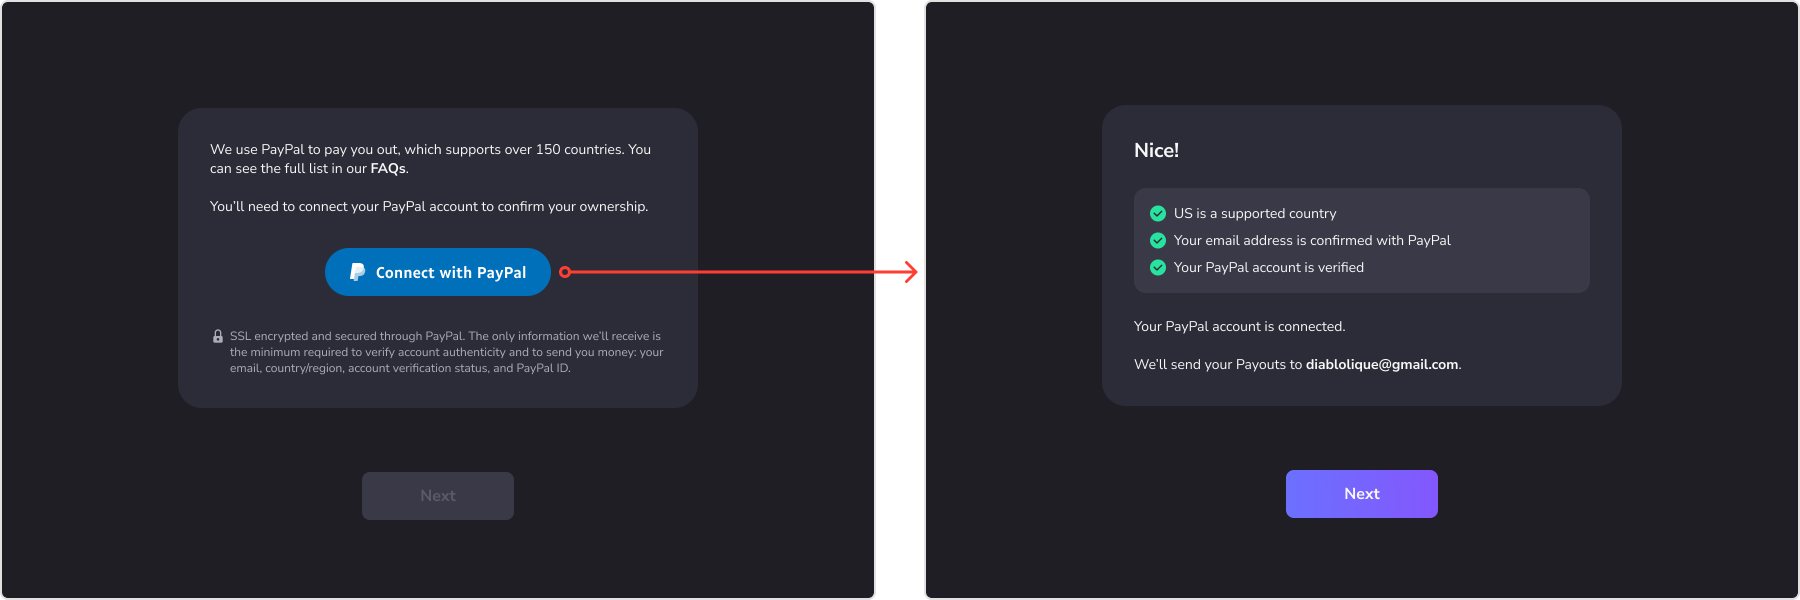 We use PayPal to pay you out, which supports over 150 countries. You
can see the full list in our FAQs.
You’ll need to connect your PayPal account to confirm your ownership.
Connect with PayPal
SSL encrypted and secured through PayPal. The only information we’ll receive is
the minimum required to verify account authenticity and to send you money: your
email, country/region, account verification status, and PayPal ID.
Next
Nice!
US is a supported country
Your email address is confirmed with PayPal
Your PayPal account is verified
Your PayPal account is connected.
We’ll send your Payouts to diablolique@gmail.com.
Next